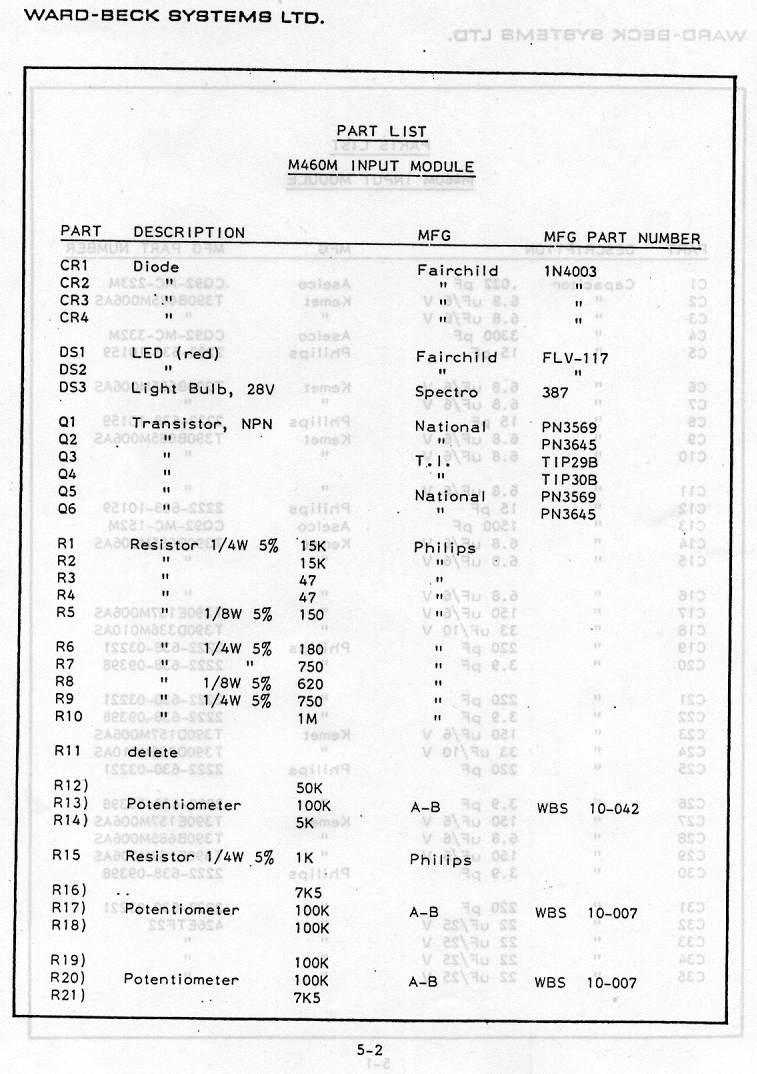 WARD-BECK SYSTEMS LTD.
PART LIST
M460M INPUT MODULE
PART DESCRIPTION MFG MFG PART NUMBER
CR1 Diode Fairchild 1N4003
CR2 " " "
CR3 " " "
CR4 " " "
DS1 LED (red) Fairchild FLV-117
DS2 " " "
DS3 Light Bulb, 28V Spectro 387
Q1 Transistor, NPN National PN3569
Q2 " " PN3645
Q3 " T.I. TIP29B
Q4 " " TIP30B
Q5 " National PN3569
Q6 " " PN3645
R1 Resistor 1/4W 5% 15K Philips
R2 " 15K "
R3 " 47 "
R4 " 47 "
R5 " 1/8W 5% 150 "
R6 " 1/4W 5% 180 "
R7 " " 750 "
R8 " 1/8W 5% 620 "
R9 " 1/4W 5% 750 "
R10 " 1M "
R11 delete
R12) 50K
R13) Potentiometer 100K A-B WBS 10-042
R14) 5K
R15 Resistor 1/4W 5% 1K Philips
R16) 7K5
R17) Potentiometer 100K A-B WBS 10-007
R18) 100K
R19) 100K
R20) Potentiometer 100K A-B WBS 10-007
R21) 7K5
5-2